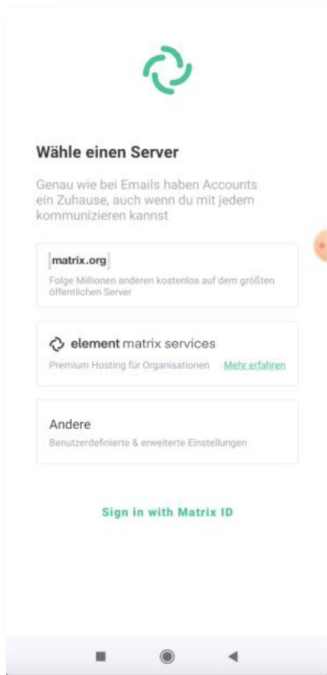 Wähle einen Server
Genau wie bei Emails haben Accounts
ein Zuhause, auch wenn du mit jedem
kommunizieren kannst
matrix.org
Folge Millionen anderen kostenlos auf dem größten
öffentlichen Server
element matrix services
Premium Hosting für Organisationen Mehr erfahren
Andere
Benutzerdefinierte & erweiterte Einstellungen
Sign in with Matrix ID